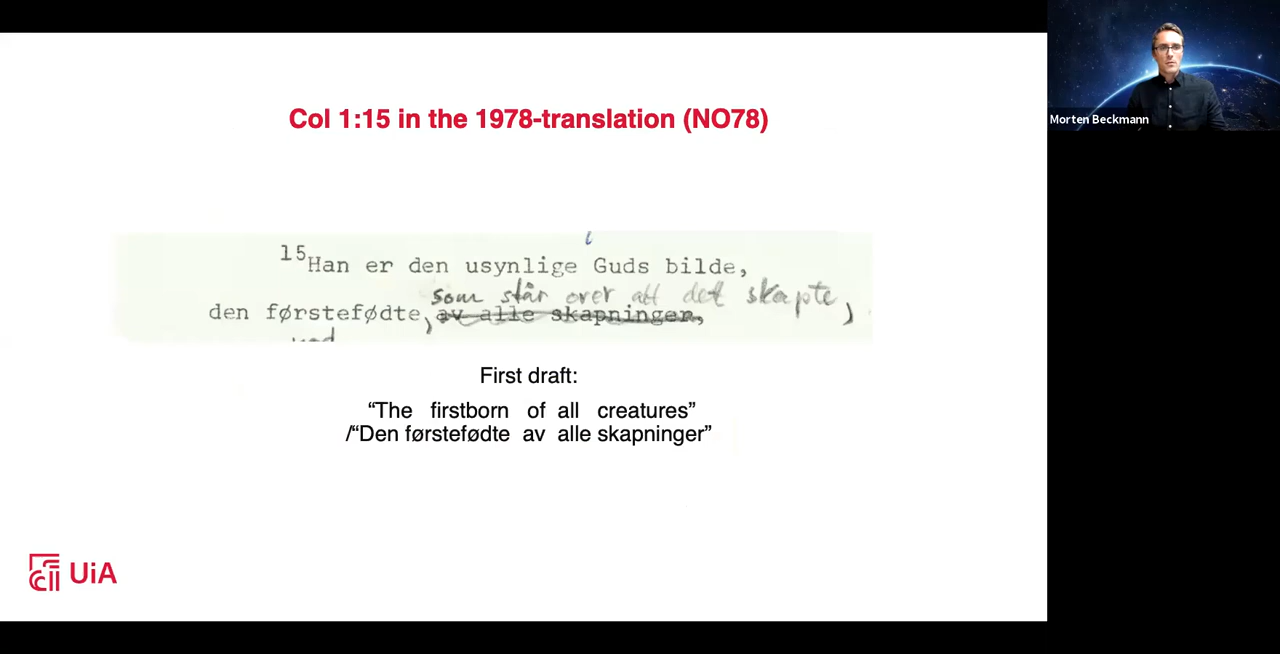 Col 1:15 in the 1978-translation (NO78)
Morten Beckmann
15Han er den usynlige Guds bilde,
som står over alt det skapte,
den førstefødte, av alle skapninger,
First draft:
“The firstborn of all creatures”
/“Den førstefødte av alle skapninger”
UiA